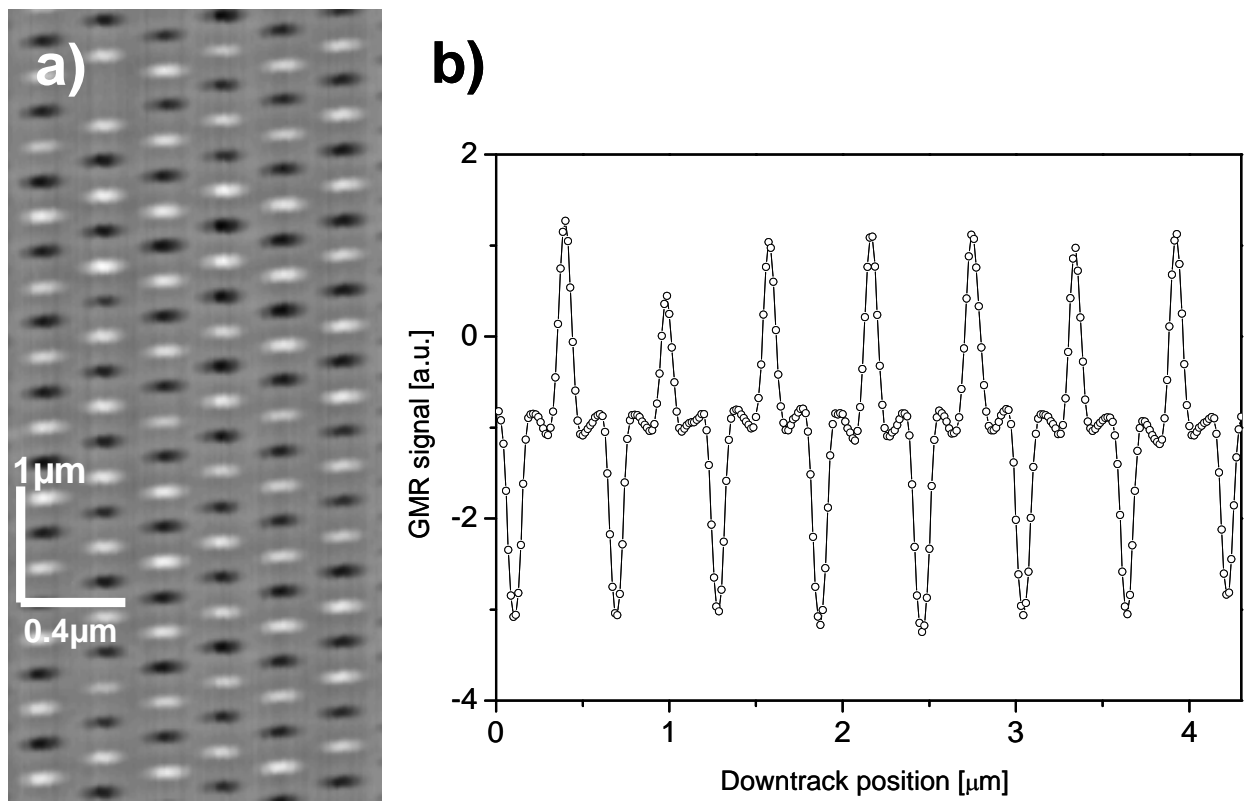 a)
1μm
0.4μm
b)
2
0
-2
-4
GMR signal [a.u.]
0 1 2 3 4
Downtrack position [μm]